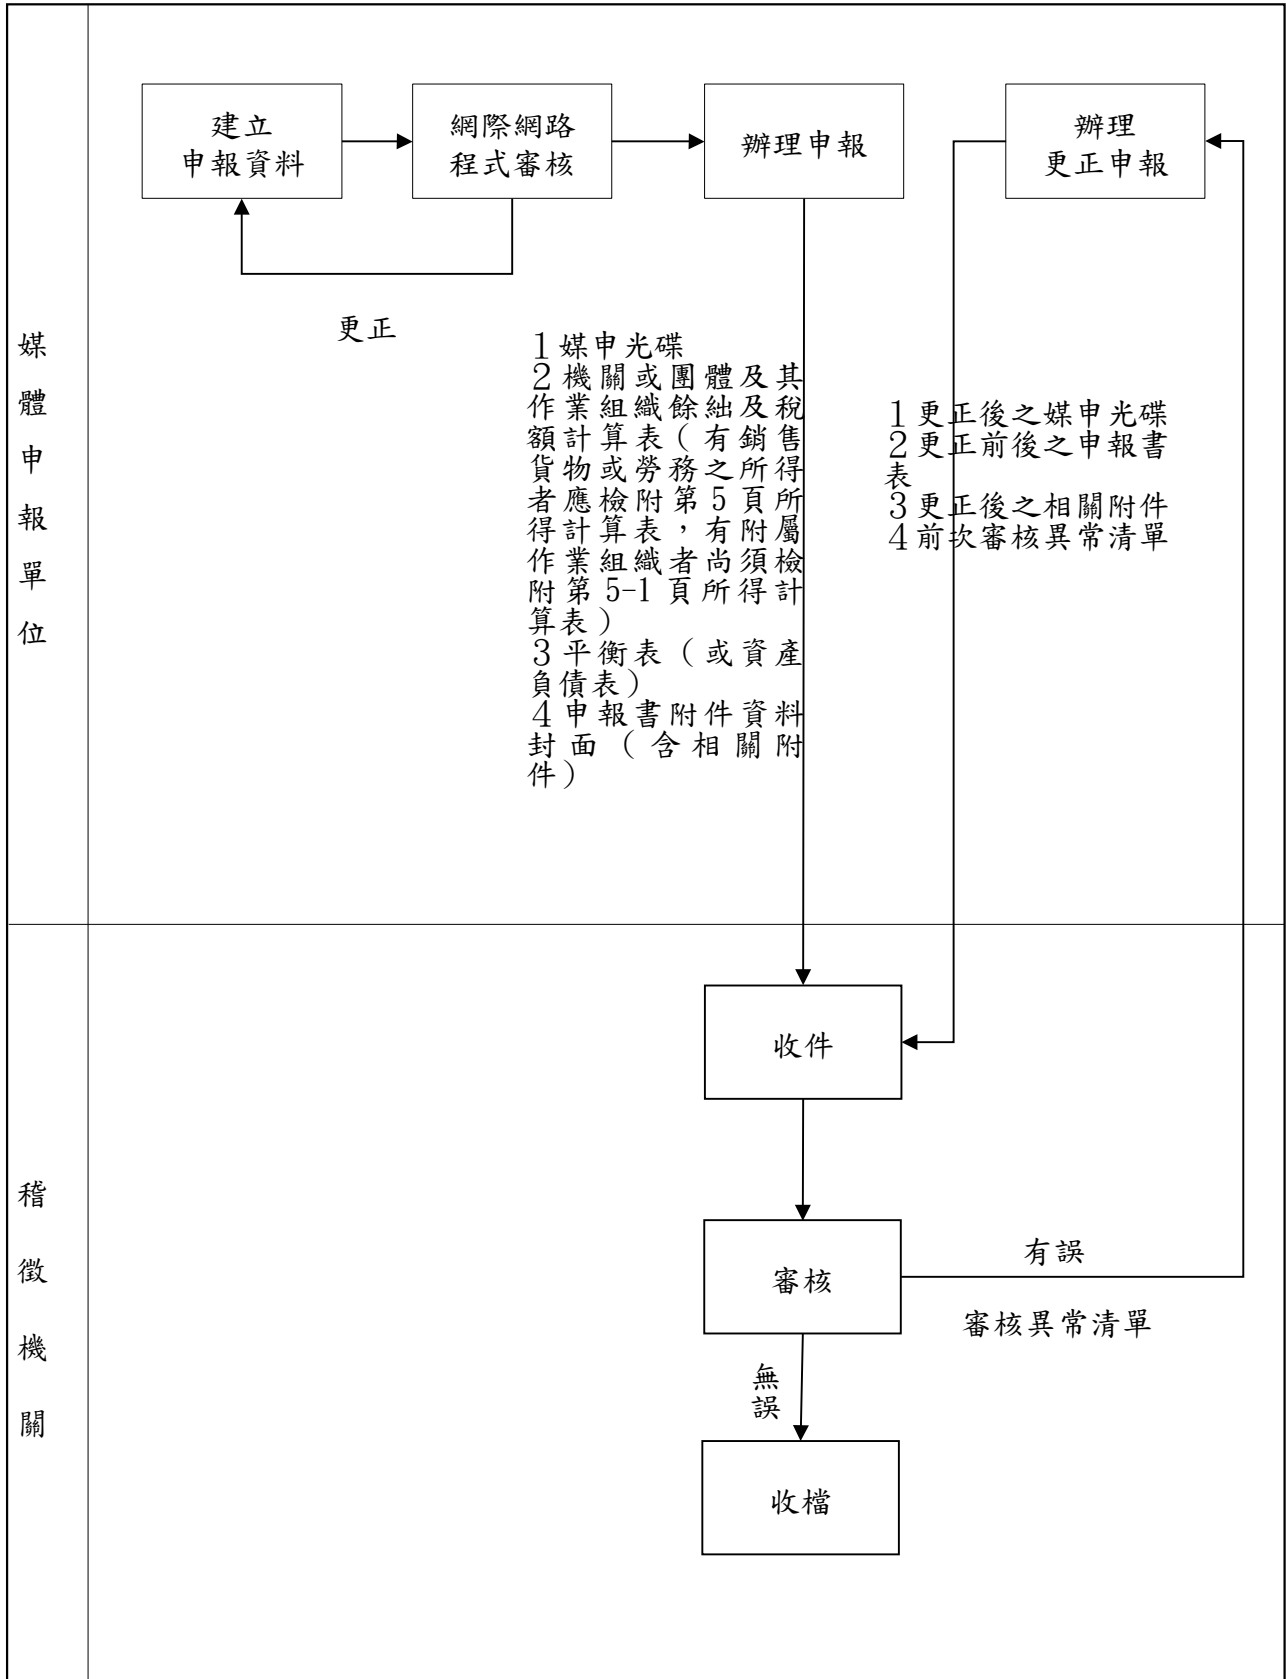 建立
申報資料
網際網路
程式審核
辦理申報
辦理
更正申報
更正
媒體申報單位
1媒申光碟
2機關或團體及其
作業組織餘絀及稅
額計算表（有銷售
貨物或勞務之所得
者應檢附第5頁所
得計算表，有附屬
作業組織者尚須檢
附第5-1頁所得計
算表）
3平衡表（或資產
負債表）
4申報書附件資料
封面（含相關附
件）
1更正後之媒申光碟
2更正前後之申報書
表
3更正後之相關附件
4前次審核異常清單
收件
稽徵機關
審核
有誤
審核異常清單
無誤
收檔